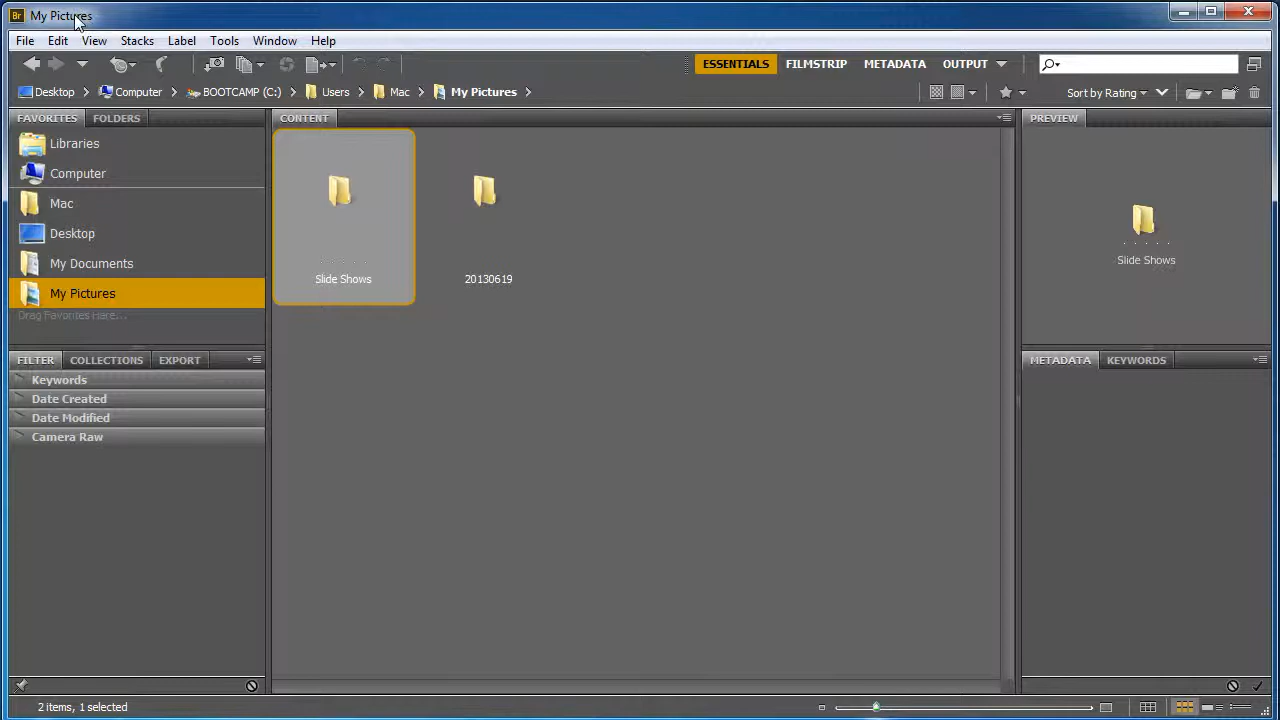 Br My Pictures
File Edit View Stacks Label Tools Window Help
ESSENTIALS FILMSTRIP METADATA OUTPUT
Desktop Computer BOOTCAMP (C:) Users Mac My Pictures Sort by Rating
FAVORITES FOLDERS
Libraries
Computer
Mac
Desktop
My Documents
My Pictures
Drag Favorites Here...
FILTER COLLECTIONS EXPORT
Keywords
Date Created
Date Modified
Camera Raw
CONTENT
Slide Shows 20130619
PREVIEW
Slide Shows
METADATA KEYWORDS
2 items, 1 selected